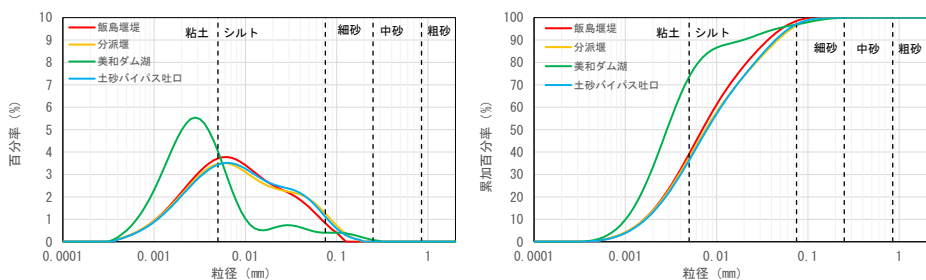 10
9
8
7
6
5
4
3
2
1
0
百分率 (%)
粘土
シルト
細砂
中砂
粗砂
飯島堰堤
分派堰
美和ダム湖
土砂バイパス吐口
0.0001
0.001
0.01
0.1
1
粒径 (mm)
100
90
80
70
60
50
40
30
20
10
0
累加百分率 (%)
粘土
シルト
細砂
中砂
粗砂
飯島堰堤
分派堰
美和ダム湖
土砂バイパス吐口
0.0001
0.001
0.01
0.1
1
粒径 (mm)